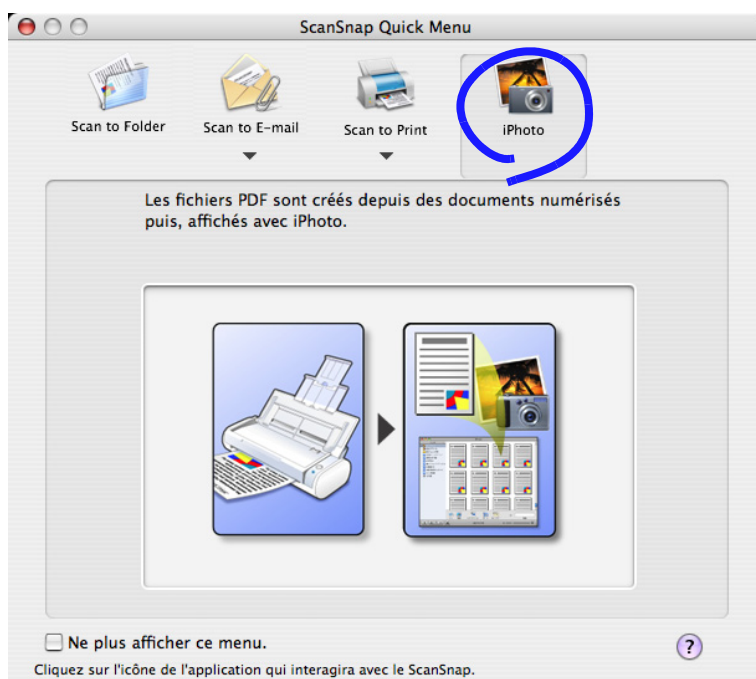 ScanSnap Quick Menu
Scan to Folder
Scan to E-mail
Scan to Print
iPhoto
Les fichiers PDF sont créés depuis des documents numérisés
puis, affichés avec iPhoto.
Ne plus afficher ce menu.
?
Cliquez sur l'icône de l'application qui interagira avec le ScanSnap.